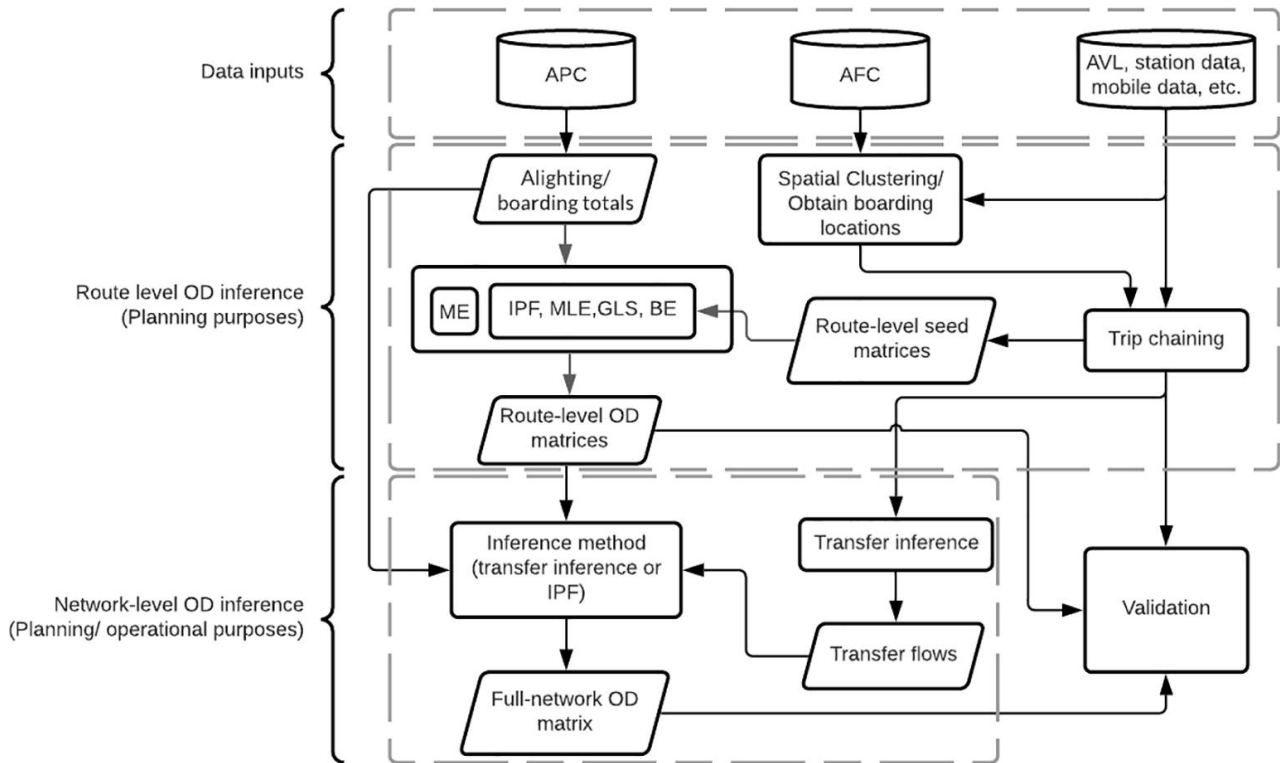 Data inputs
APC
AFC
AVL, station data,
mobile data, etc.
Route level OD inference
(Planning purposes)
Alighting/
boarding totals
Spatial Clustering/
Obtain boarding
locations
ME
IPF, MLE,GLS, BE
Route-level seed
matrices
Trip chaining
Route-level OD
matrices
Network-level OD inference
(Planning/ operational purposes)
Inference method
(transfer inference or
IPF)
Transfer inference
Validation
Transfer flows
Full-network OD
matrix